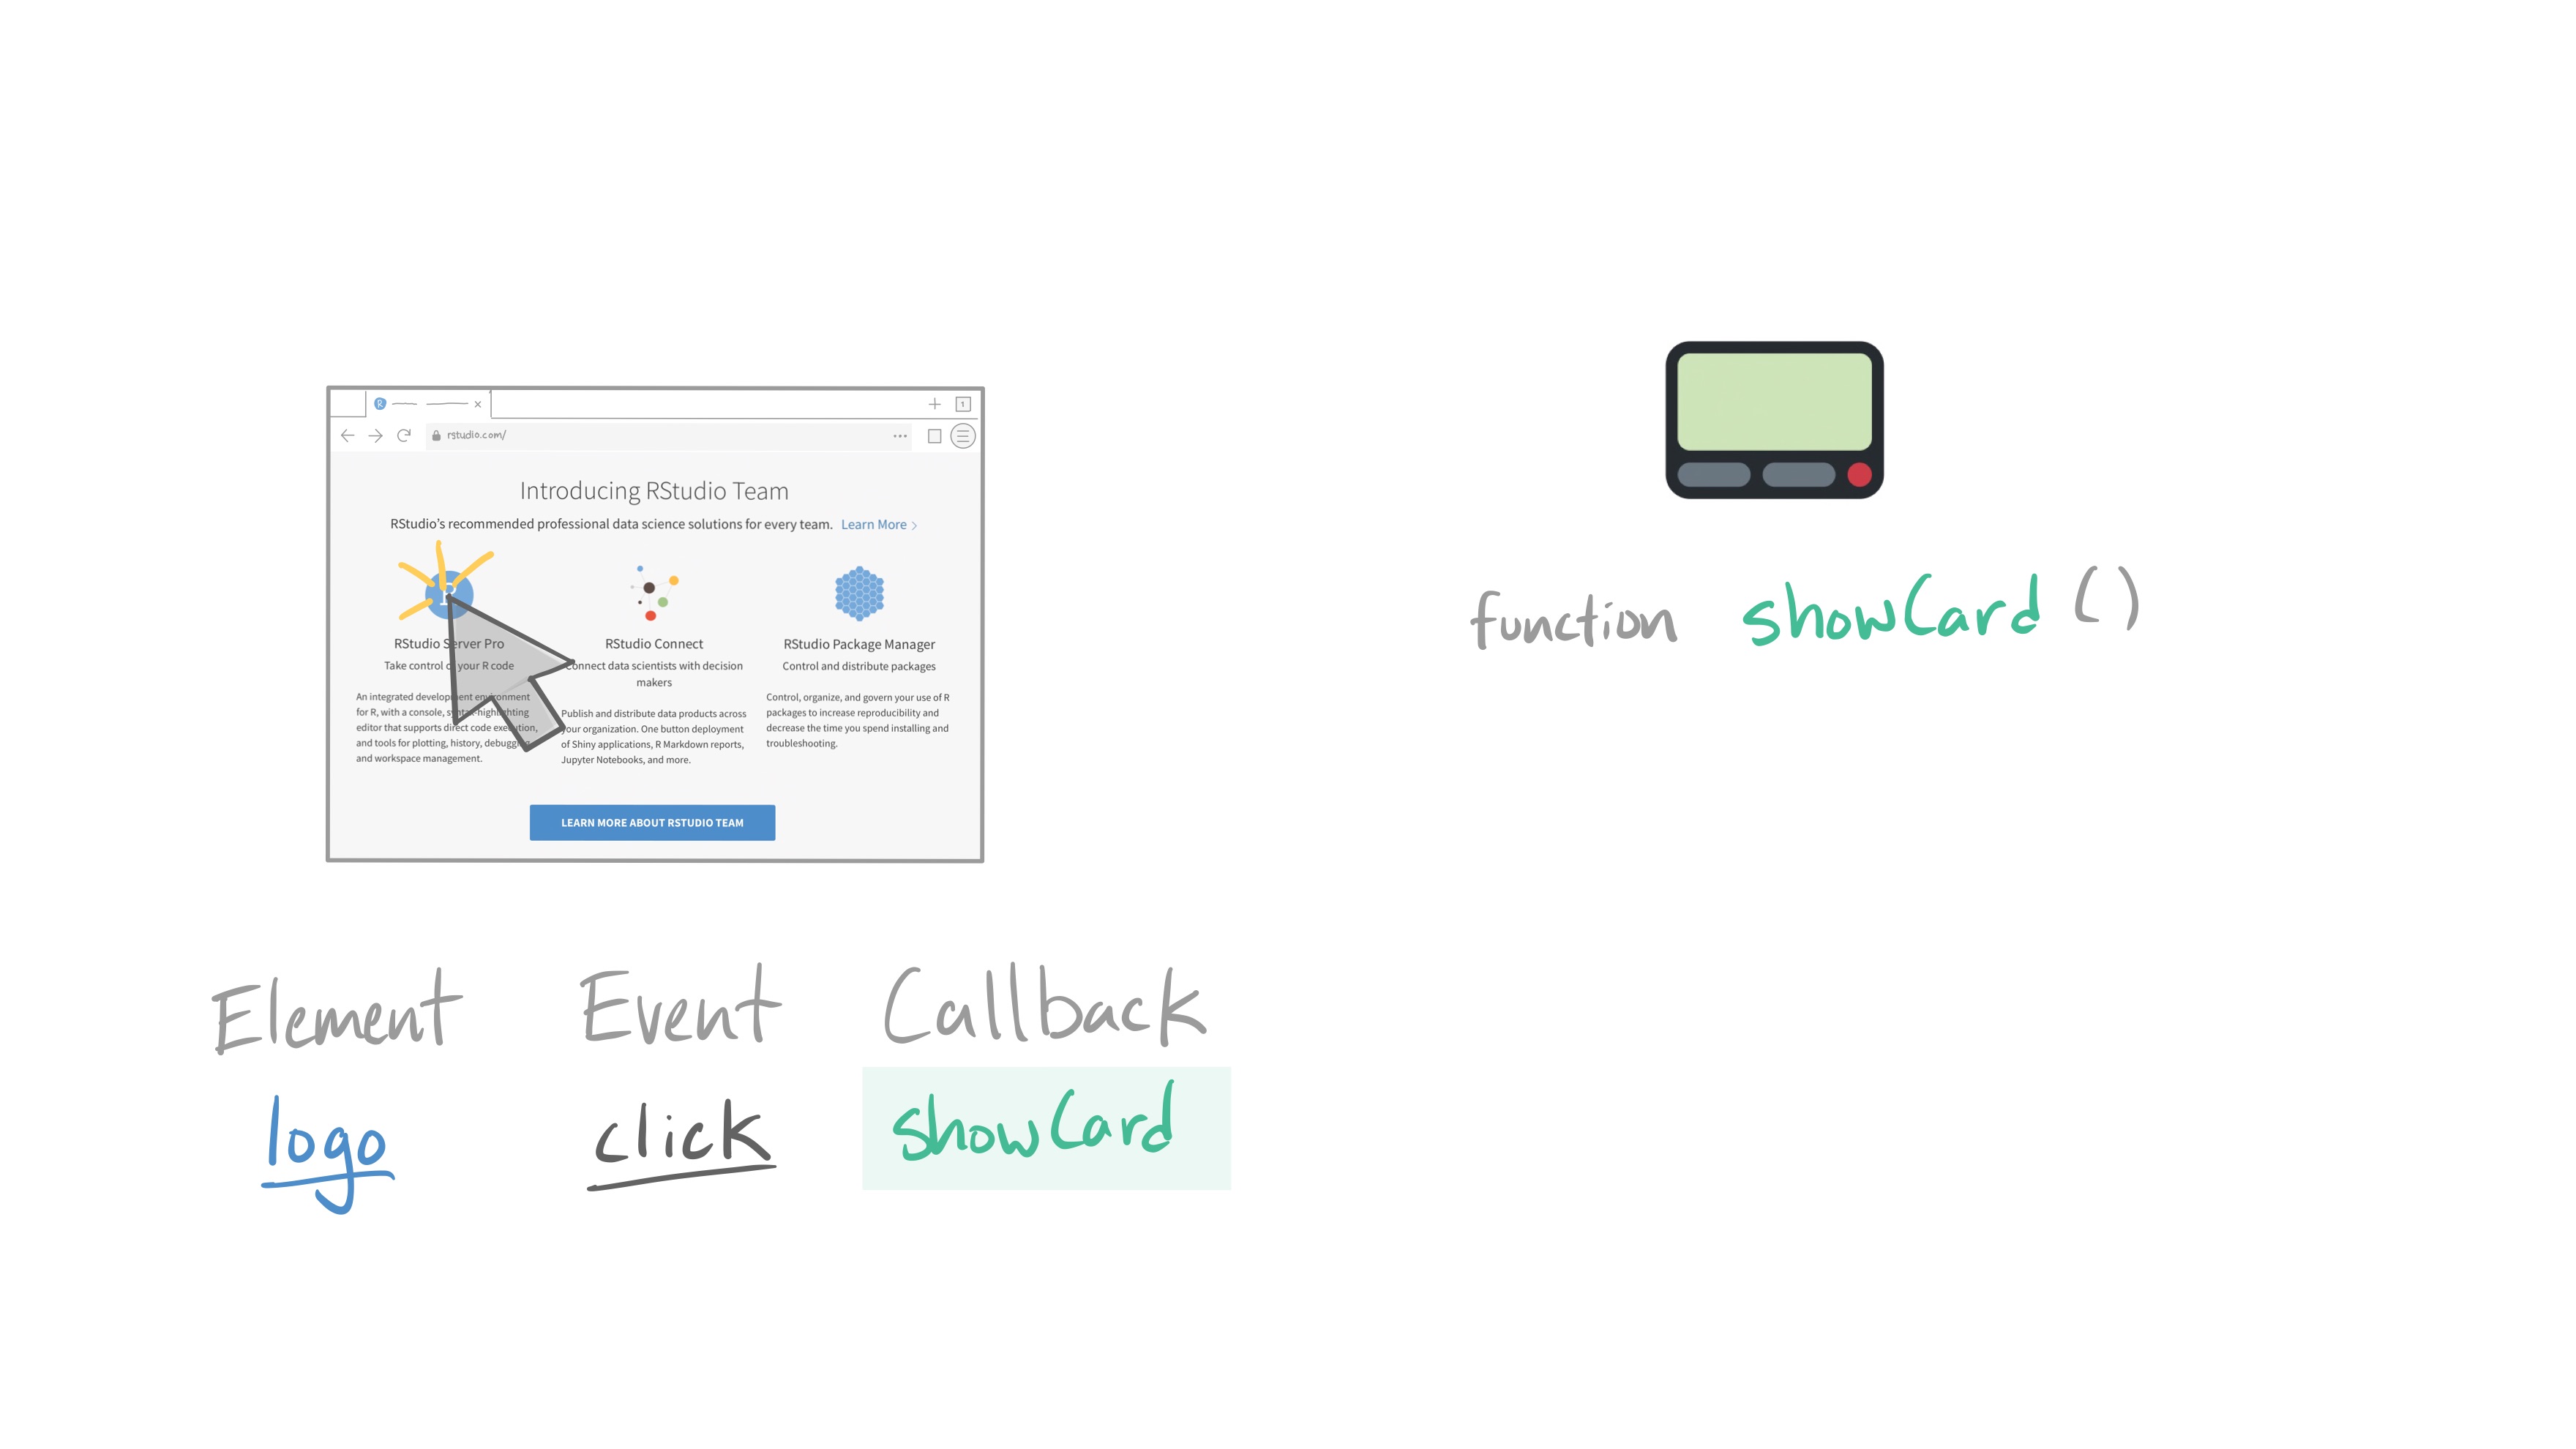 R
1
rstudio.com/
Introducing RStudio Team
RStudio's recommended professional data science solutions for every team. Learn More >
RStudio Server Pro
Take control your R code
An integrated development environment
for R, with a console, syntax-highlighting
editor that supports direct code execution,
and tools for plotting, history, debugging
and workspace management.
RStudio Connect
Connect data scientists with decision
makers
Publish and distribute data products across
your organization. One button deployment
of Shiny applications, R Markdown reports,
Jupyter Notebooks, and more.
RStudio Package Manager
Control and distribute packages
Control, organize, and govern your use of R
packages to increase reproducibility and
decrease the time you spend installing and
troubleshooting.
LEARN MORE ABOUT RSTUDIO TEAM
function showCard ()
Element Event Callback
logo click showCard